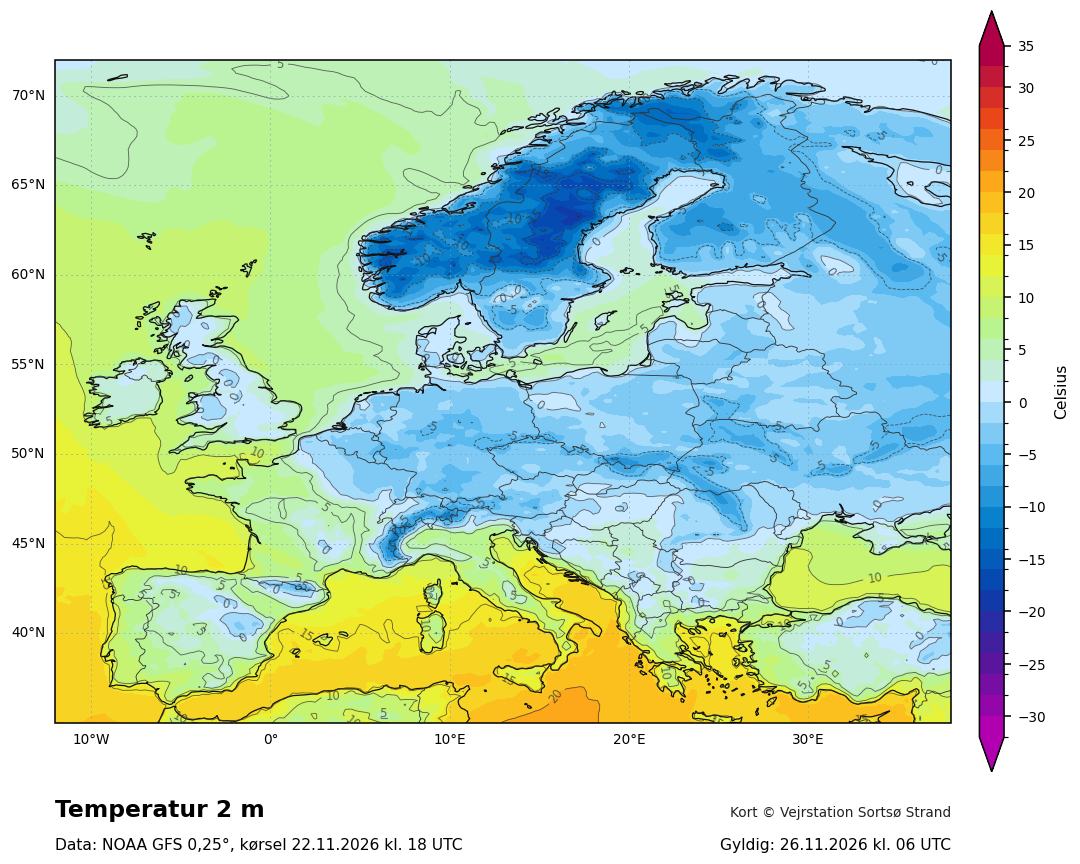 35
30
25
20
15
10
5
0
−5
−10
−15
−20
−25
−30
Celsius
70°N
65°N
60°N
55°N
50°N
45°N
40°N
10°W 0° 10°E 20°E 30°E
Temperatur 2 m
Kort © Vejrstation Sortsø Strand
Data: NOAA GFS 0,25°, kørsel 22.11.2026 kl. 18 UTC
Gyldig: 26.11.2026 kl. 06 UTC